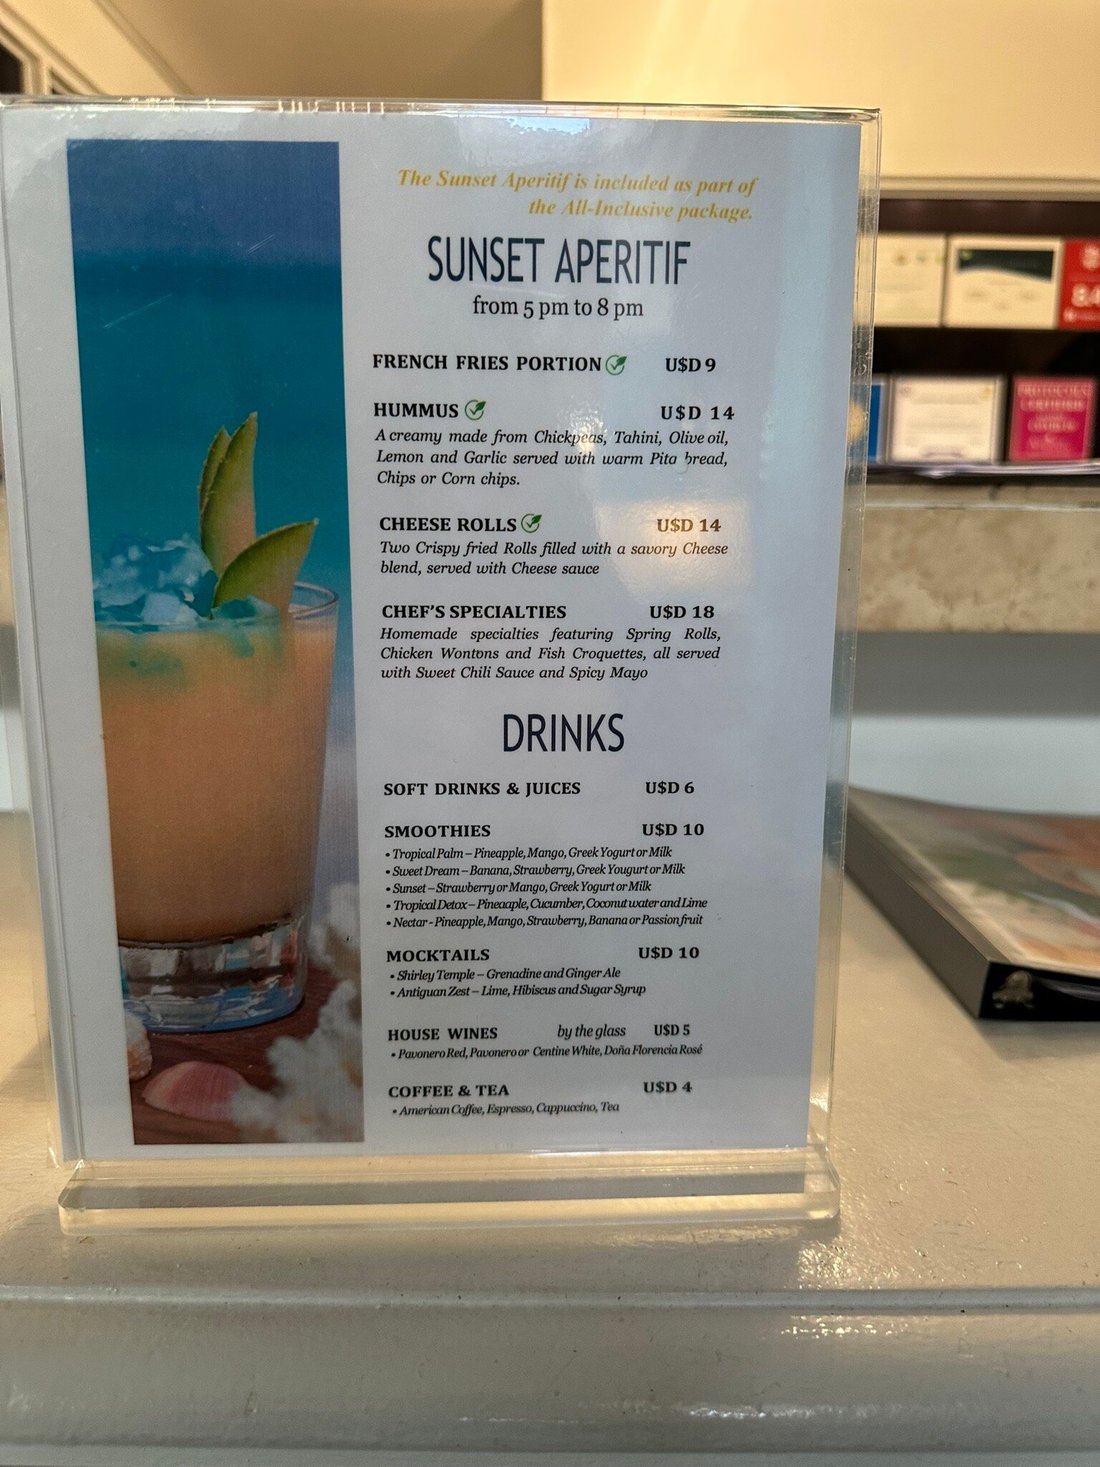 The Sunset Aperitif is included as part of
the All-Inclusive package.
SUNSET APERITIF
from 5 pm to 8 pm
FRENCH FRIES PORTION U$D 9
HUMMUS U$D 14
A creamy made from Chickpeas, Tahini, Olive oil,
Lemon and Garlic served with warm Pita bread,
Chips or Corn chips.
CHEESE ROLLS U$D 14
Two Crispy fried Rolls filled with a savory Cheese
blend, served with Cheese sauce
CHEF'S SPECIALTIES U$D 18
Homemade specialties featuring Spring Rolls,
Chicken Wontons and Fish Croquettes, all served
with Sweet Chili Sauce and Spicy Mayo
DRINKS
SOFT DRINKS & JUICES U$D 6
SMOOTHIES U$D 10
• Tropical Palm – Pineapple, Mango, Greek Yogurt or Milk
• Sweet Dream – Banana, Strawberry, Greek Yougurt or Milk
• Sunset – Strawberry or Mango, Greek Yogurt or Milk
• Tropical Detox – Pineaaple, Cucumber, Coconut water and Lime
• Nectar - Pineapple, Mango, Strawberry, Banana or Passionfruit
MOCKTAILS U$D 10
• Shirley Temple – Grenadine and Ginger Ale
• Antiguan Zest – Lime, Hibiscus and Sugar Syrup
HOUSE WINES by the glass U$D 5
• Pavonero Red, Pavonero or Centine White, Doña Florencia Rosé
COFFEE & TEA U$D 4
• American Coffee, Espresso, Cappuccino, Tea